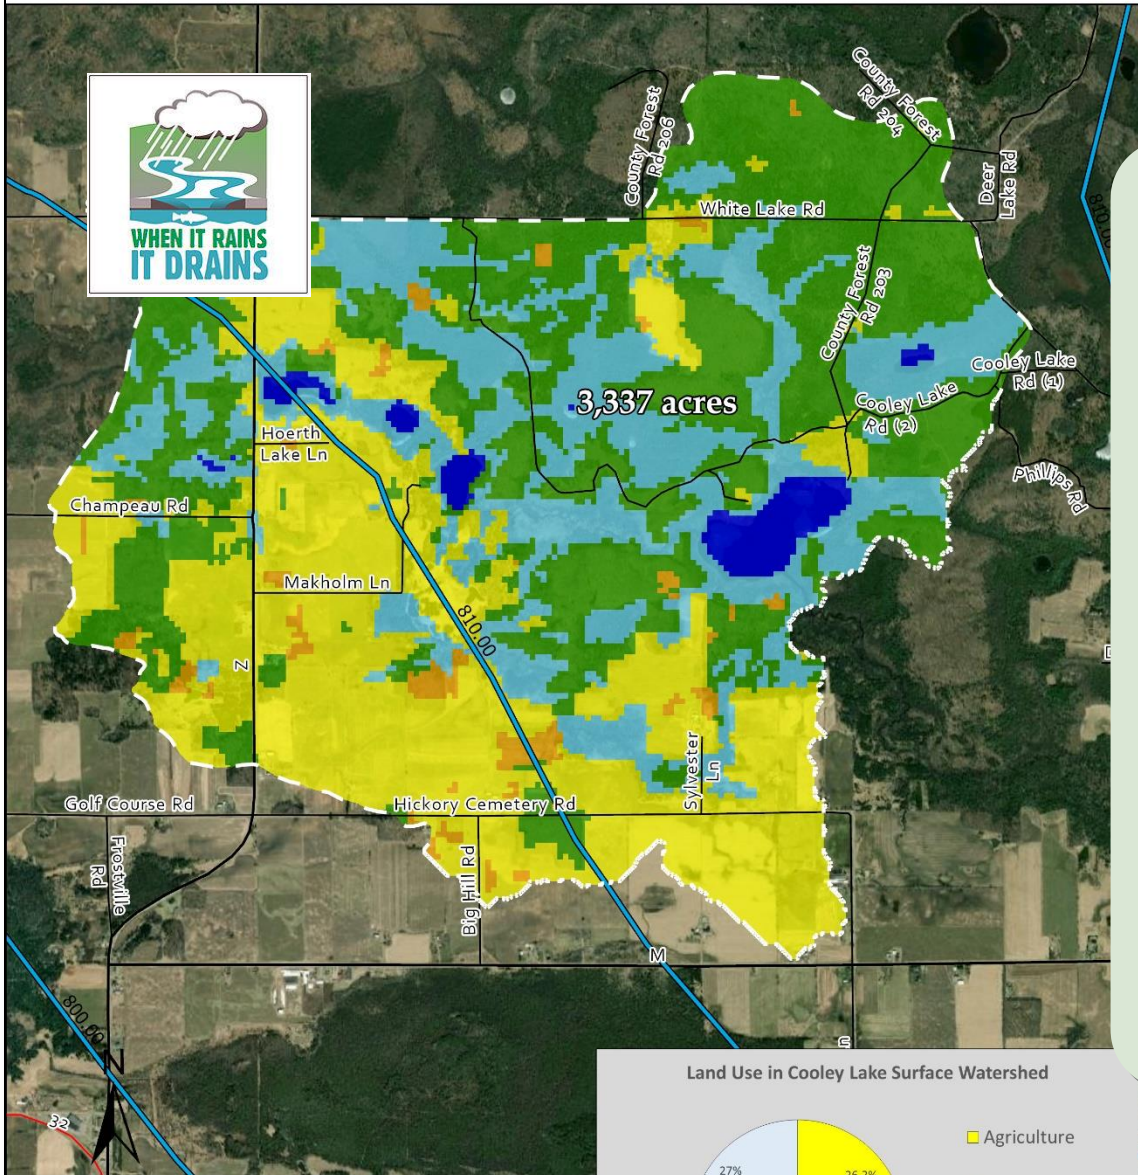 County Forest
Rd 204
County Forest
Rd 206
Deer
Lake Rd
White Lake Rd
WHEN IT RAINS
IT DRAINS
810.00
County Forest
Rd 203
3,337 acres
Cooley Lake
Rd (1)
Cooley Lake
Rd (2)
Hoerth
Lake Ln
Phillips Rd
Champeau Rd
Makholm Ln
810.00
Z
Sylvester
Ln
Golf Course Rd
Hickory Cemetery Rd
Frostville
Rd
Big Hill Rd
M
800.00
N
32
Land Use in Cooley Lake Surface Watershed
Agriculture
27%